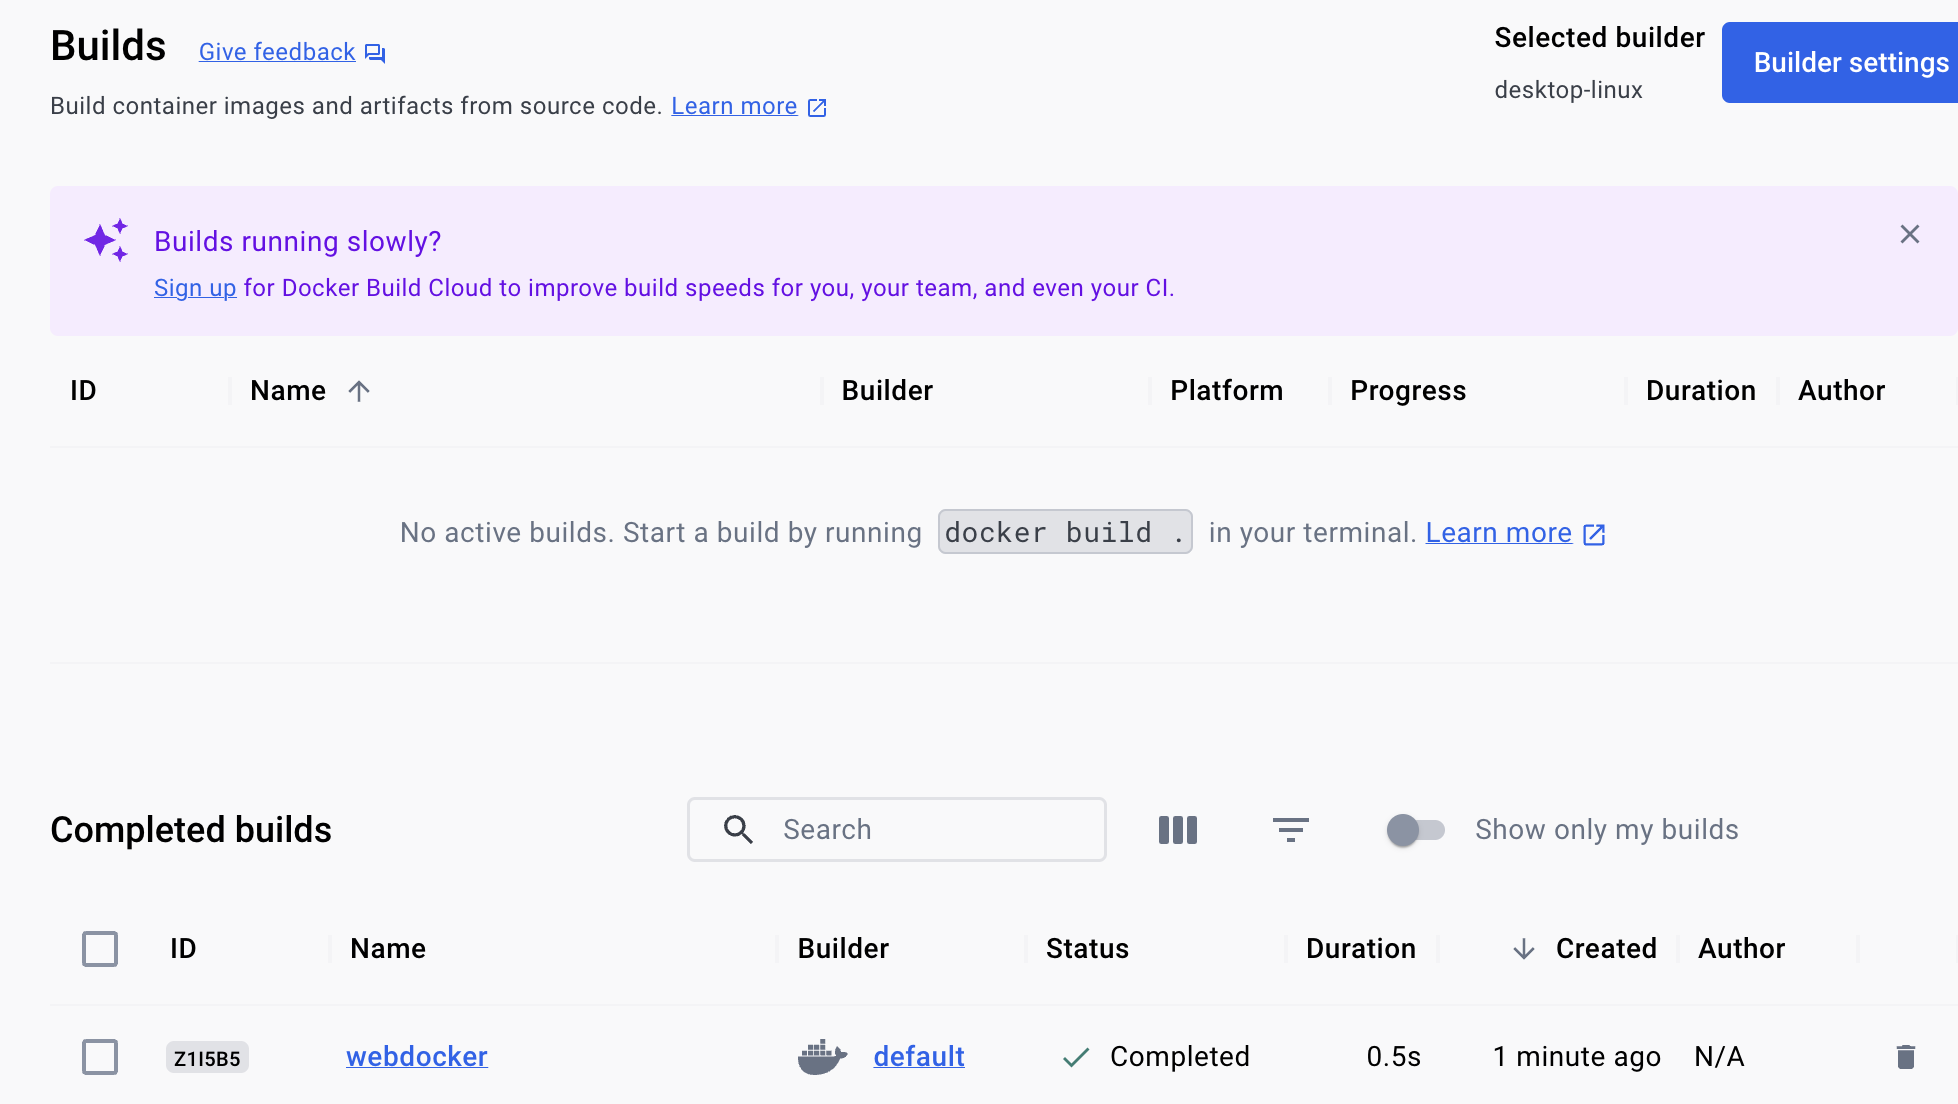 Builds Give feedback
Build container images and artifacts from source code. Learn more
Selected builder
desktop-linux
Builder settings
Builds running slowly?
Sign up for Docker Build Cloud to improve build speeds for you, your team, and even your CI.
ID Name Builder Platform Progress Duration Author
No active builds. Start a build by running docker build . in your terminal. Learn more
Completed builds Search Show only my builds
ID Name Builder Status Duration Created Author
Z1I5B5 webdocker default Completed 0.5s 1 minute ago N/A